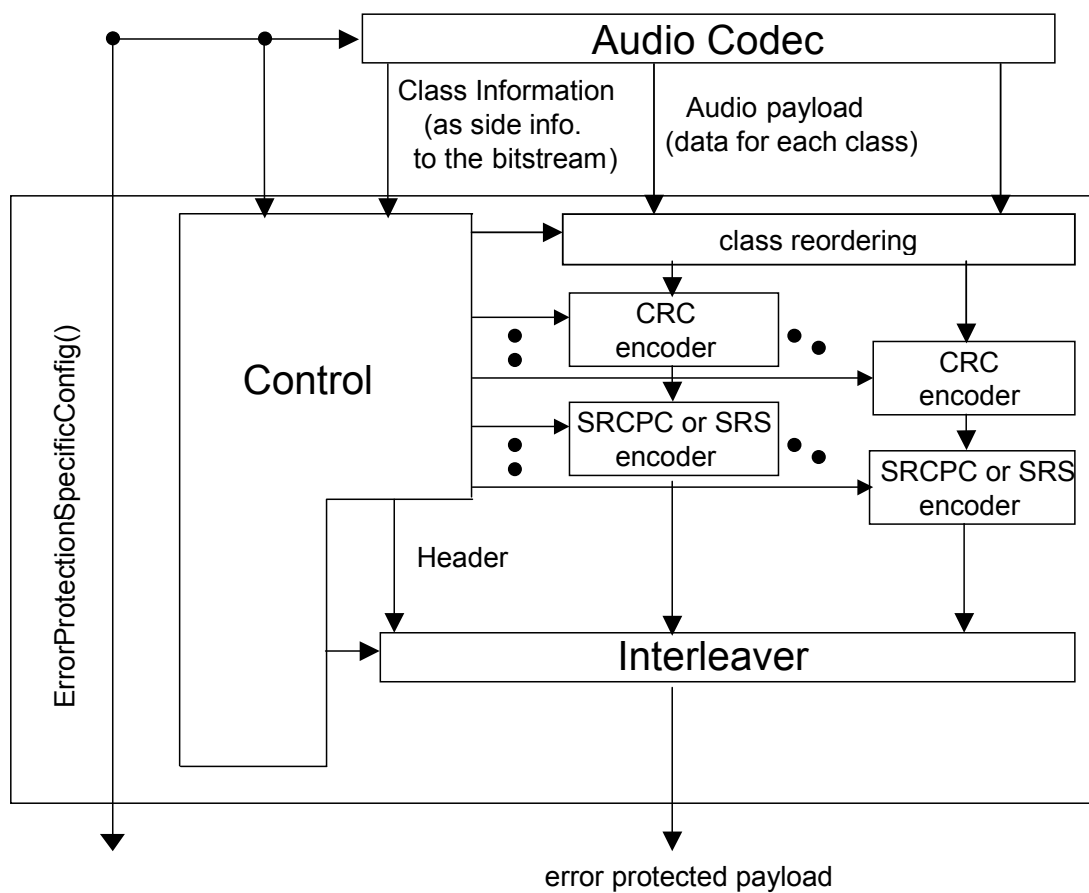 Audio Codec
Class Information
(as side info.
to the bitstream)
Audio payload
(data for each class)
class reordering
CRC
encoder
CRC
encoder
Control
SRCPC or SRS
encoder
SRCPC or SRS
encoder
ErrorProtectionSpecificConfig()
Header
Interleaver
error protected payload